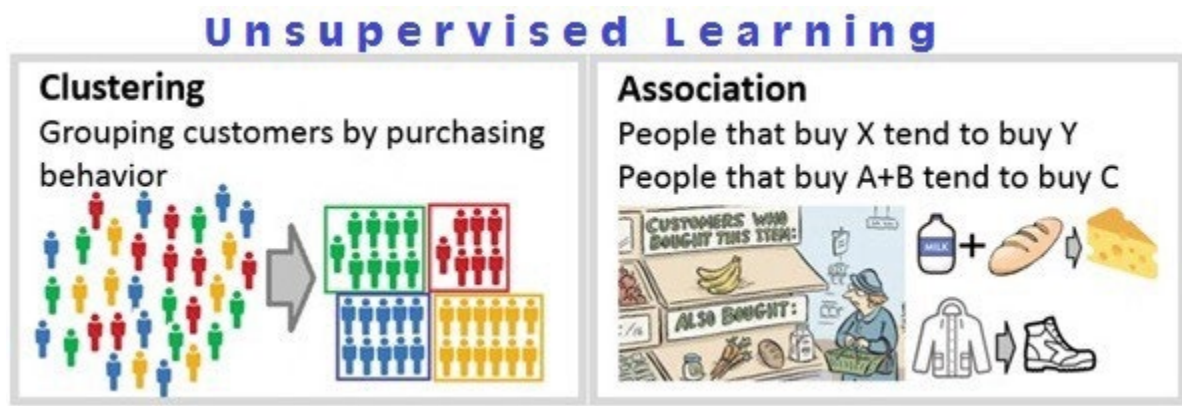 Unsupervised Learning
Clustering
Grouping customers by purchasing
behavior
Association
People that buy X tend to buy Y
People that buy A+B tend to buy C
CUSTOMERS WHO
BOUGHT THIS ITEM:
ALSO BOUGHT:
MILK
+